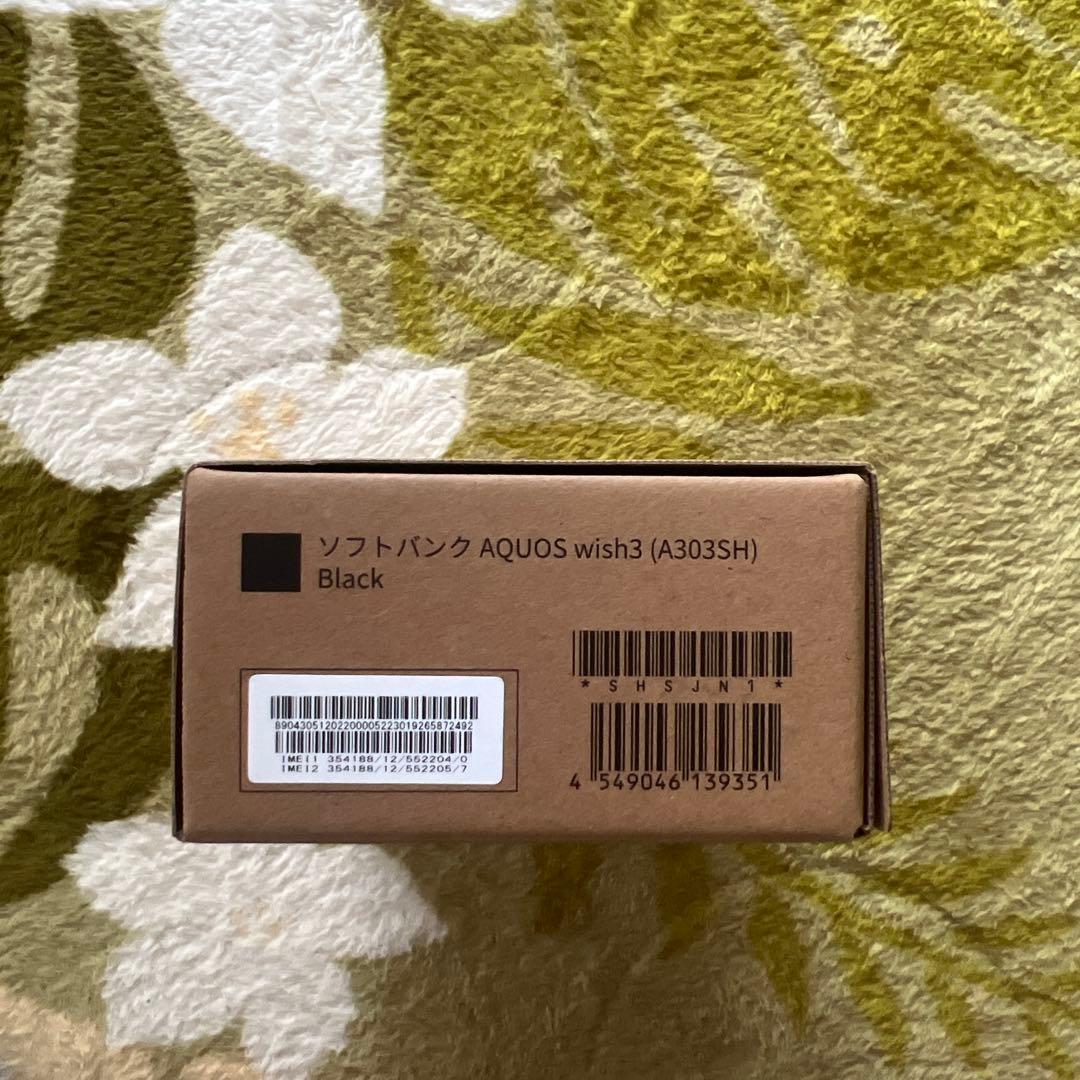 ソフトバンク AQUOS wish3 (A303SH)
Black
*SHSJN1*
89043051202200005223019265872492
IMEI1 354188/12/552204/0
IMEI2 354188/12/552205/7
4 549046 139351